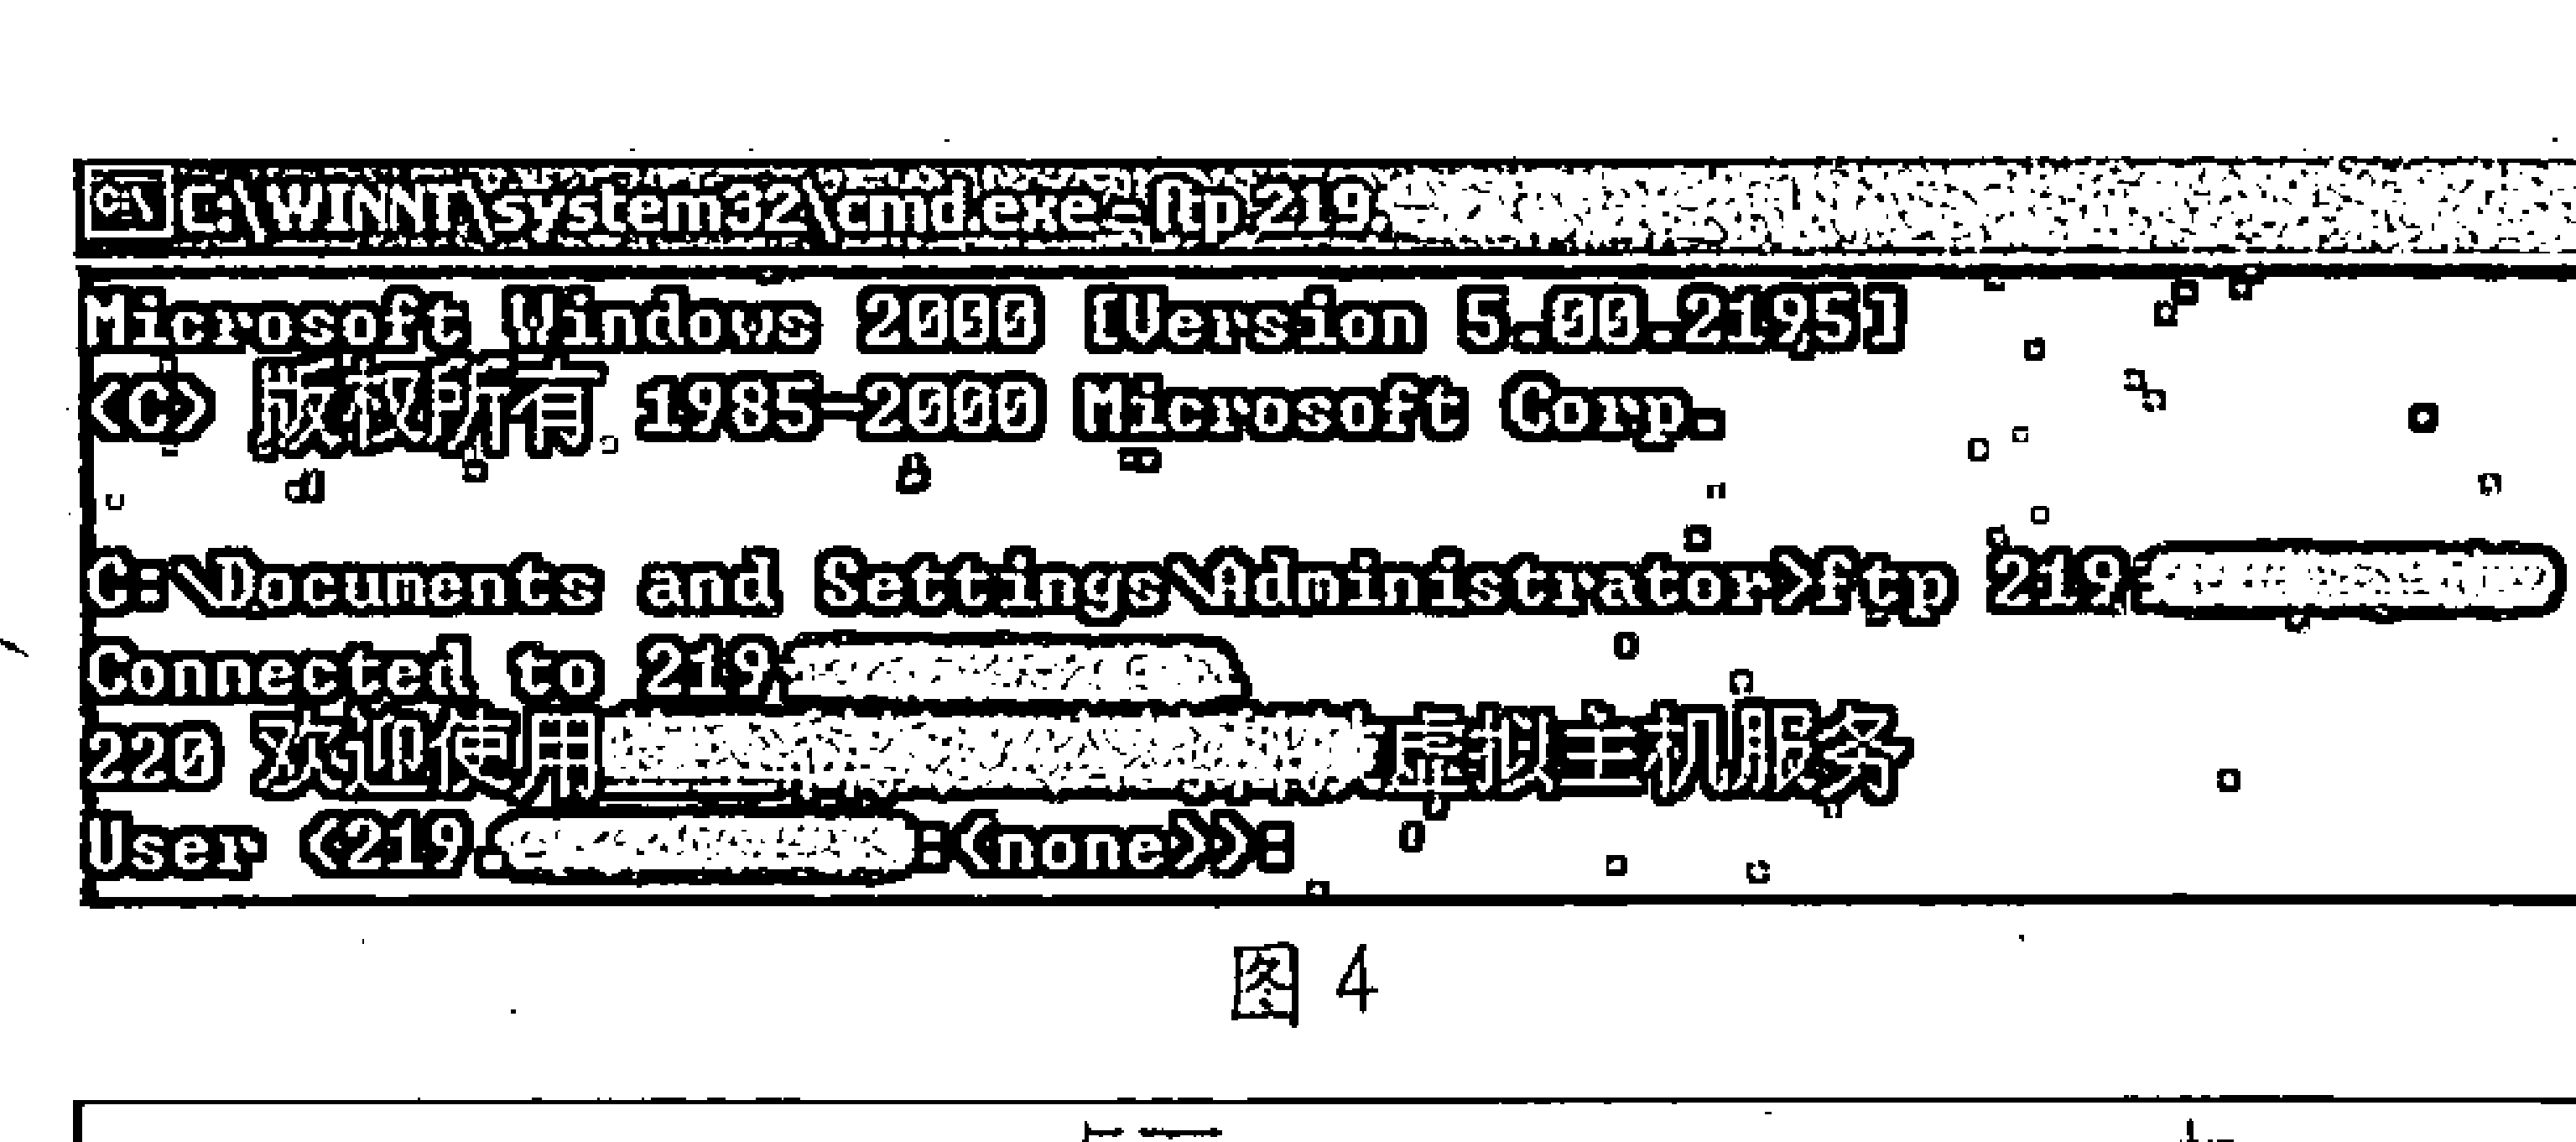 C:\ C:\WINNT\system32\cmd.exe - ftp 219.
Microsoft Windows 2000 [Version 5.00.2195]
<C> 版权所有 1985-2000 Microsoft Corp.
C:\Documents and Settings\Administrator>ftp 219
Connected to 219
220 欢迎使用 虚拟主机服务
User <219. :<none>>:
图 4